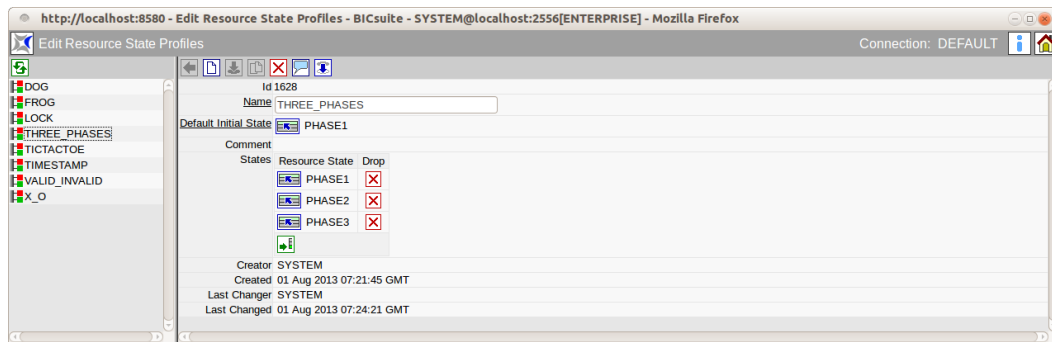 http://localhost:8580 - Edit Resource State Profiles - BICsuite - SYSTEM@localhost:2556[ENTERPRISE] - Mozilla Firefox
Edit Resource State Profiles
Connection: DEFAULT
DOG
FROG
LOCK
THREE_PHASES
TICTACTOE
TIMESTAMP
VALID_INVALID
X_O
Id 1628
Name THREE_PHASES
Default Initial State PHASE1
Comment
States Resource State Drop
PHASE1
PHASE2
PHASE3
Creator SYSTEM
Created 01 Aug 2013 07:21:45 GMT
Last Changer SYSTEM
Last Changed 01 Aug 2013 07:24:21 GMT